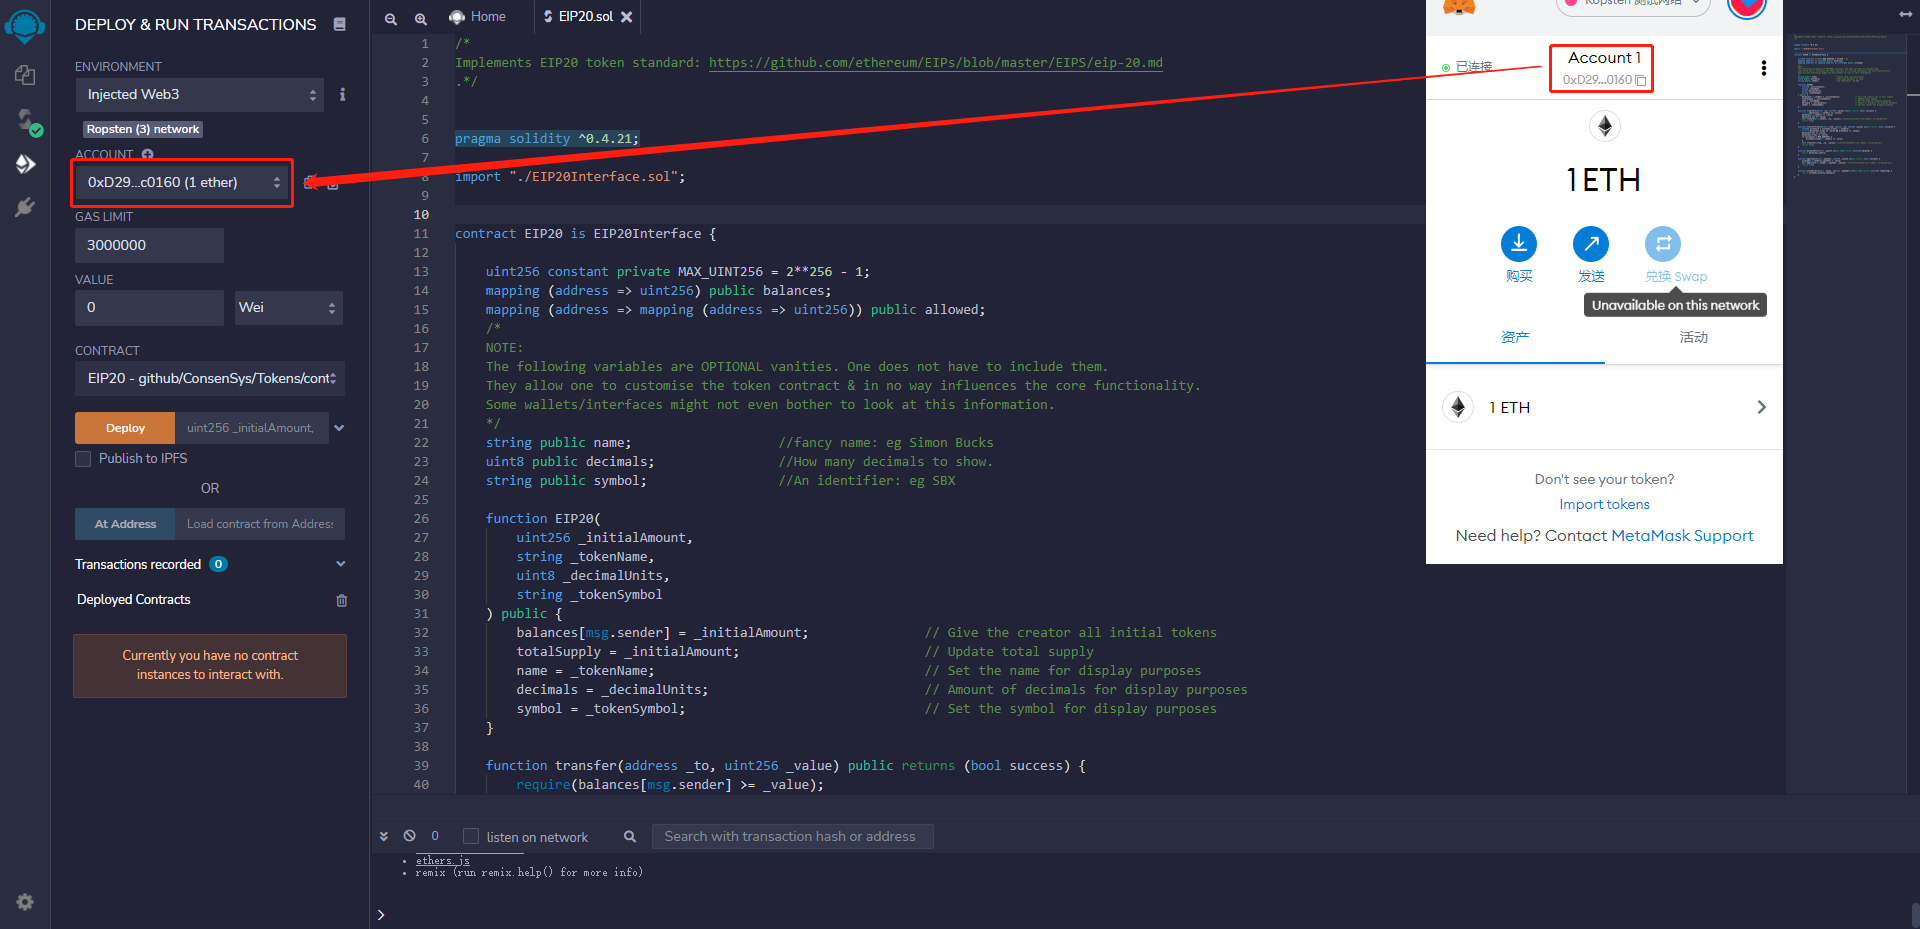 DEPLOY & RUN TRANSACTIONS
ENVIRONMENT
Injected Web3
Ropsten (3) network
ACCOUNT
0xD29...c0160 (1 ether)
GAS LIMIT
3000000
VALUE
0
Wei
CONTRACT
EIP20 - github/ConsenSys/Tokens/cont
Deploy
uint256 _initialAmount,
Publish to IPFS
OR
At Address
Load contract from Address
Transactions recorded 0
Deployed Contracts
Currently you have no contract
instances to interact with.
Home
EIP20.sol
1 /*
2 Implements EIP20 token standard: https://github.com/ethereum/EIPs/blob/master/EIPS/eip-20.md
3 .*/
4
5
6 pragma solidity ^0.4.21;
7
8 import "./EIP20Interface.sol";
9
10
11 contract EIP20 is EIP20Interface {
12
13 uint256 constant private MAX_UINT256 = 2**256 - 1;
14 mapping (address => uint256) public balances;
15 mapping (address => mapping (address => uint256)) public allowed;
16 /*
17 NOTE:
18 The following variables are OPTIONAL vanities. One does not have to include them.
19 They allow one to customise the token contract & in no way influences the core functionality.
20 Some wallets/interfaces might not even bother to look at this information.
21 */
22 string public name; //fancy name: eg Simon Bucks
23 uint8 public decimals; //How many decimals to show.
24 string public symbol; //An identifier: eg SBX
25
26 function EIP20(
27 uint256 _initialAmount,
28 string _tokenName,
29 uint8 _decimalUnits,
30 string _tokenSymbol
31 ) public {
32 balances[msg.sender] = _initialAmount; // Give the creator all initial tokens
33 totalSupply = _initialAmount; // Update total supply
34 name = _tokenName; // Set the name for display purposes
35 decimals = _decimalUnits; // Amount of decimals for display purposes
36 symbol = _tokenSymbol; // Set the symbol for display purposes
37 }
38
39 function transfer(address _to, uint256 _value) public returns (bool success) {
40 require(balances[msg.sender] >= _value);
0
listen on network
Search with transaction hash or address
ethers.js
remix (run remix.help() for more info)
>
Ropsten 测试网络
已连接
Account 1
0xD29...0160
1 ETH
购买
发送
兑换 Swap
Unavailable on this network
资产
活动
1 ETH
Don't see your token?
Import tokens
Need help? Contact MetaMask Support